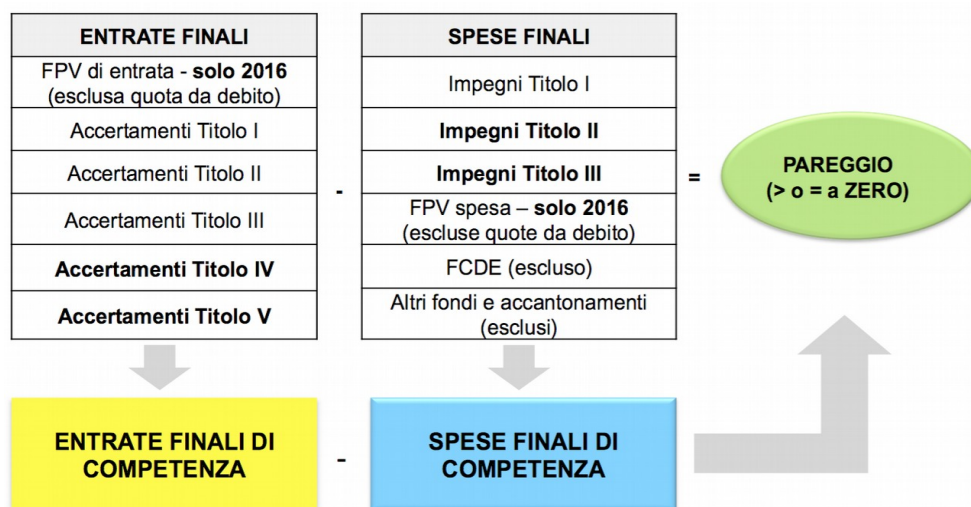 ENTRATE FINALI
FPV di entrata - solo 2016
(esclusa quota da debito)
Accertamenti Titolo I
Accertamenti Titolo II
Accertamenti Titolo III
Accertamenti Titolo IV
Accertamenti Titolo V
-
SPESE FINALI
Impegni Titolo I
Impegni Titolo II
Impegni Titolo III
FPV spesa – solo 2016
(escluse quote da debito)
FCDE (escluso)
Altri fondi e accantonamenti
(esclusi)
=
PAREGGIO
(> o = a ZERO)
ENTRATE FINALI DI
COMPETENZA
-
SPESE FINALI DI
COMPETENZA